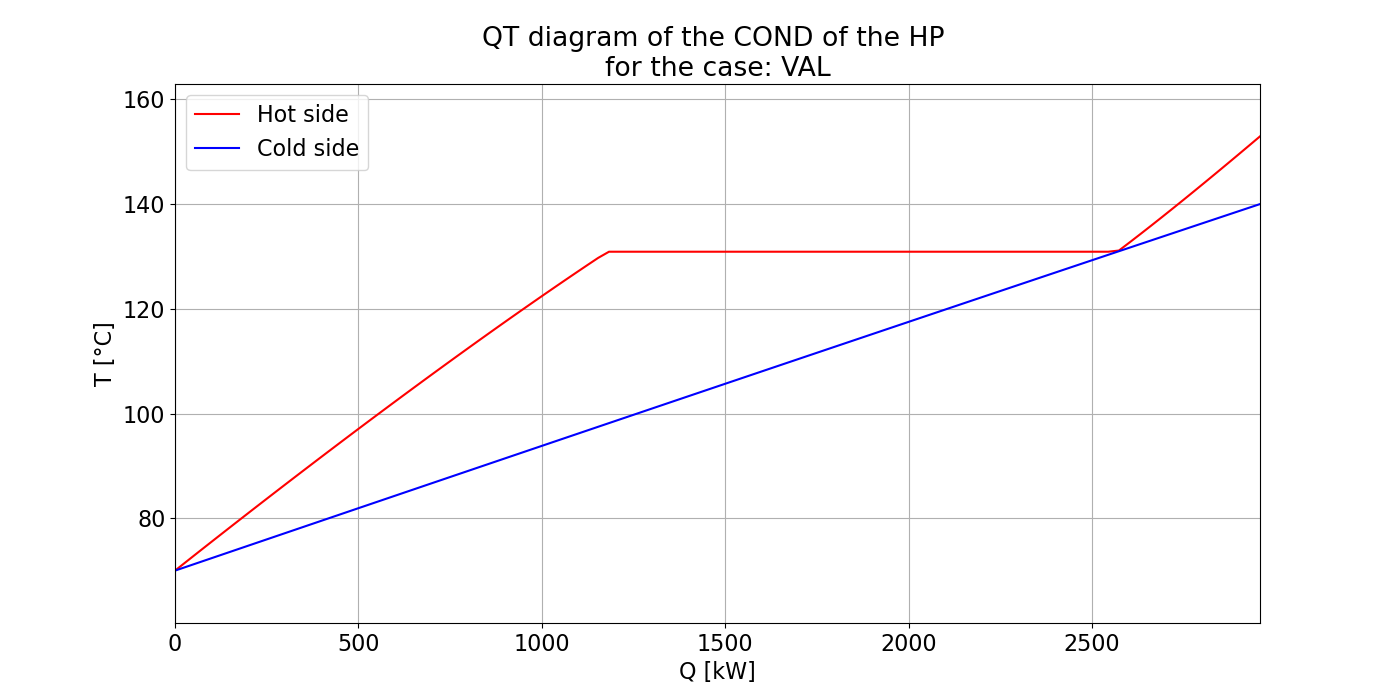 QT diagram of the COND of the HP
for the case: VAL
Hot side
Cold side
160
140
120
100
80
T [°C]
0
500
1000
1500
2000
2500
Q [kW]